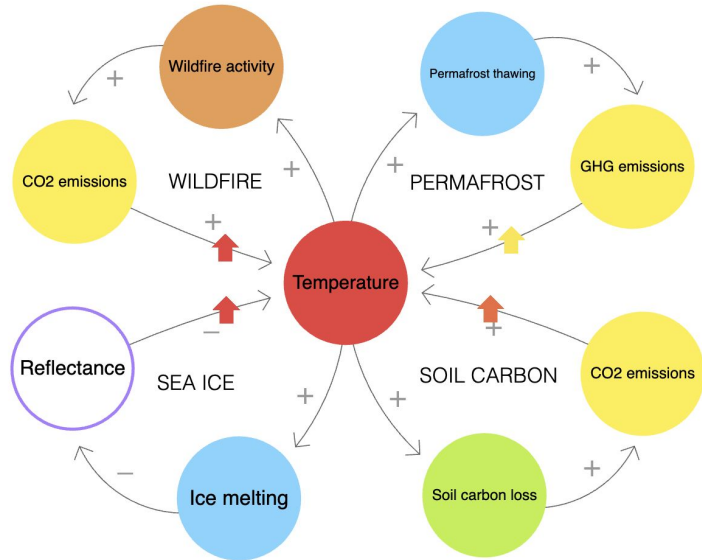 Wildfire activity
Permafrost thawing
+
+
CO2 emissions
WILDFIRE
+
+
PERMAFROST
GHG emissions
+
+
Temperature
Reflectance
−
+
SEA ICE
SOIL CARBON
CO2 emissions
+
+
−
Ice melting
Soil carbon loss
+